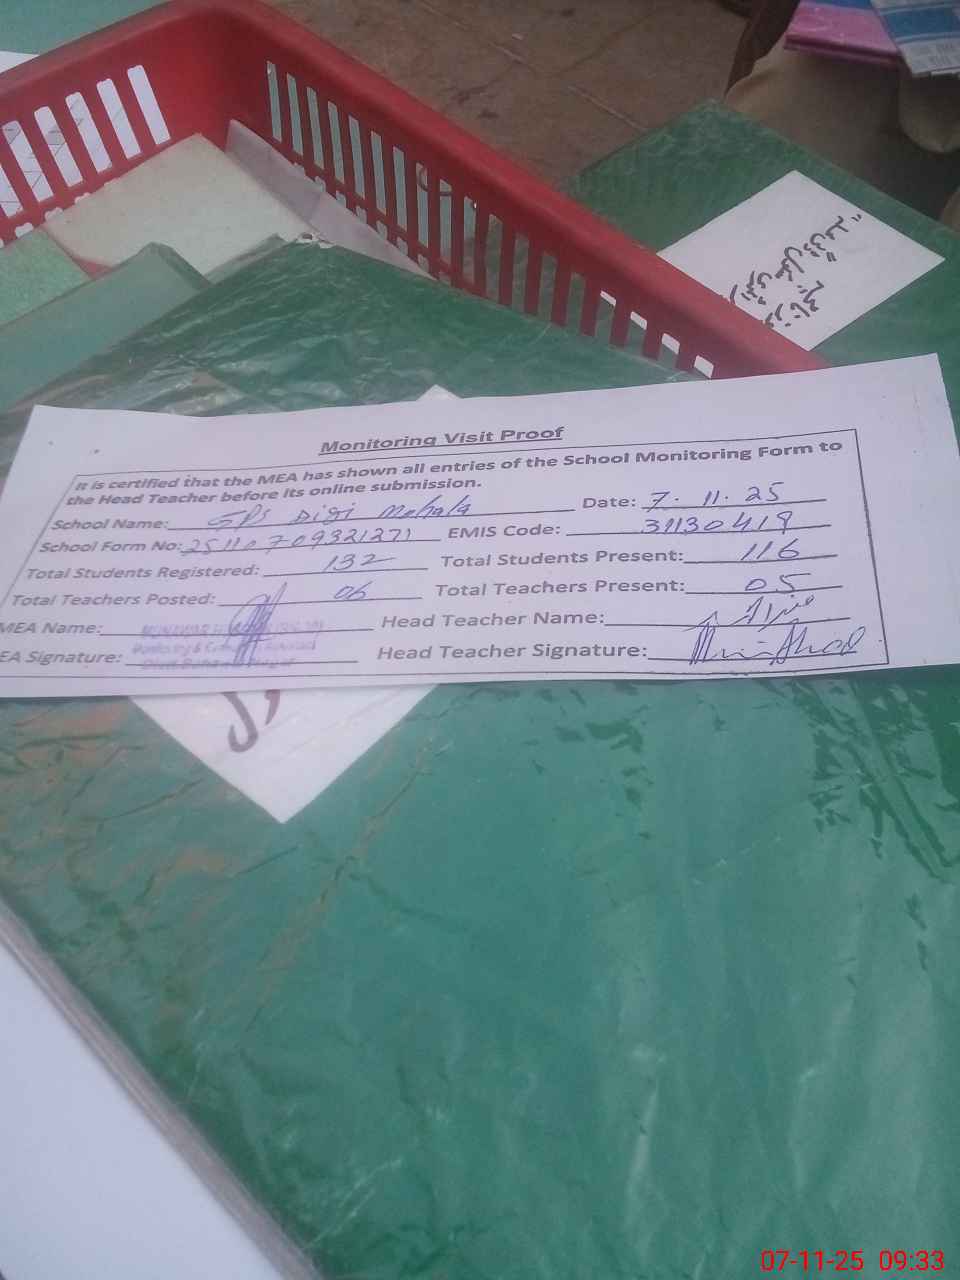 Monitoring Visit Proof
It is certified that the MEA has shown all entries of the School Monitoring Form to
the Head Teacher before its online submission.
School Name: GPS Digi Mohala Date: 7.11.25
School Form No: 2511070932127) EMIS Code: 31130419
Total Students Registered: 132 Total Students Present: 116
Total Teachers Posted: 06 Total Teachers Present: 05
MEA Name: Head Teacher Name:
EA Signature: Head Teacher Signature:
07-11-25 09:33